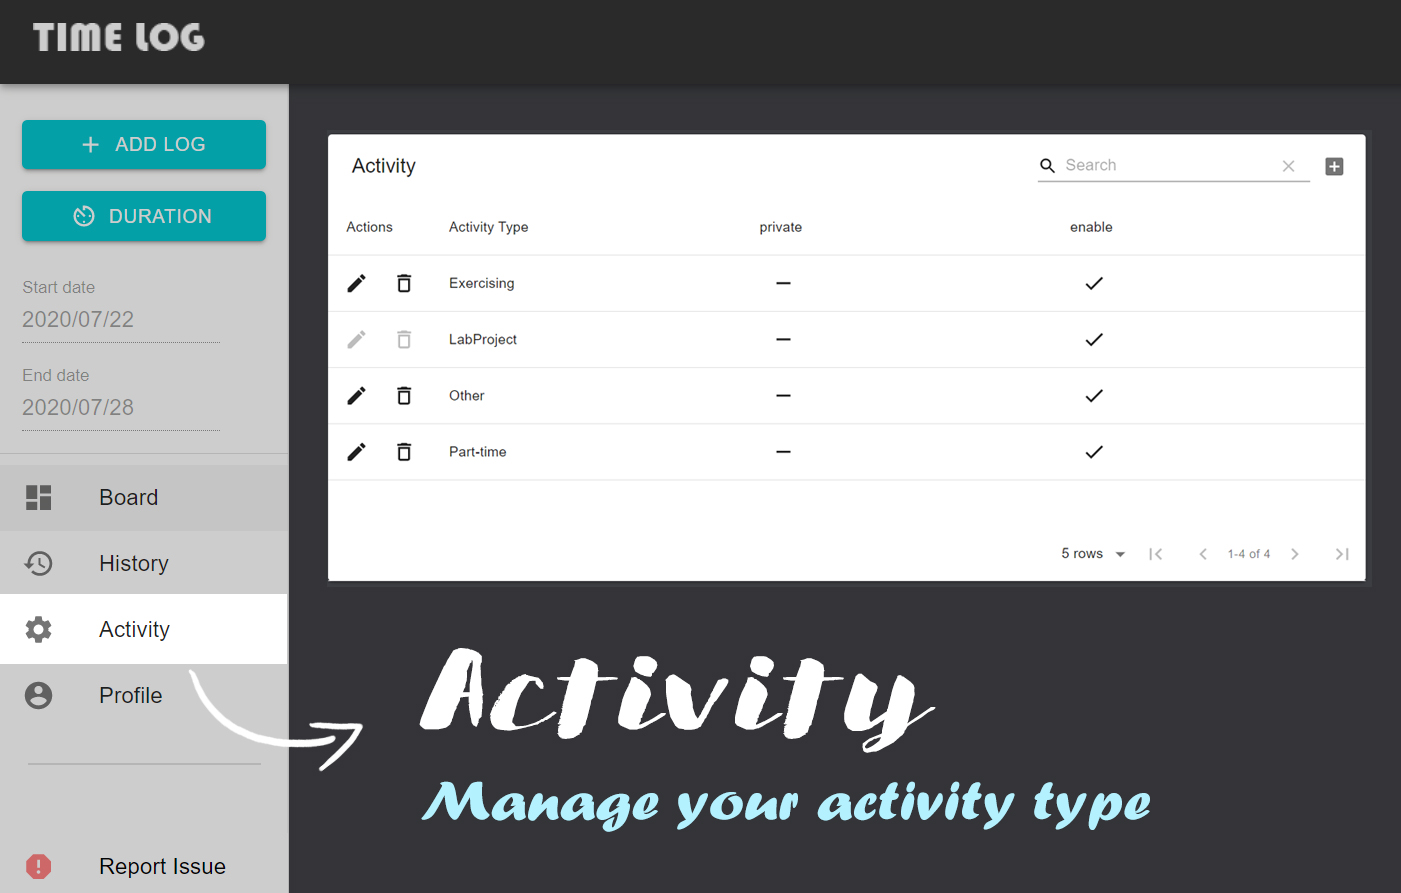 TIME LOG
ADD LOG
DURATION
Start date
2020/07/22
End date
2020/07/28
Board
History
Activity
Profile
Report Issue
Activity
Search
Actions Activity Type private enable
Exercising
LabProject
Other
Part-time
5 rows 1-4 of 4
Activity
Manage your activity type